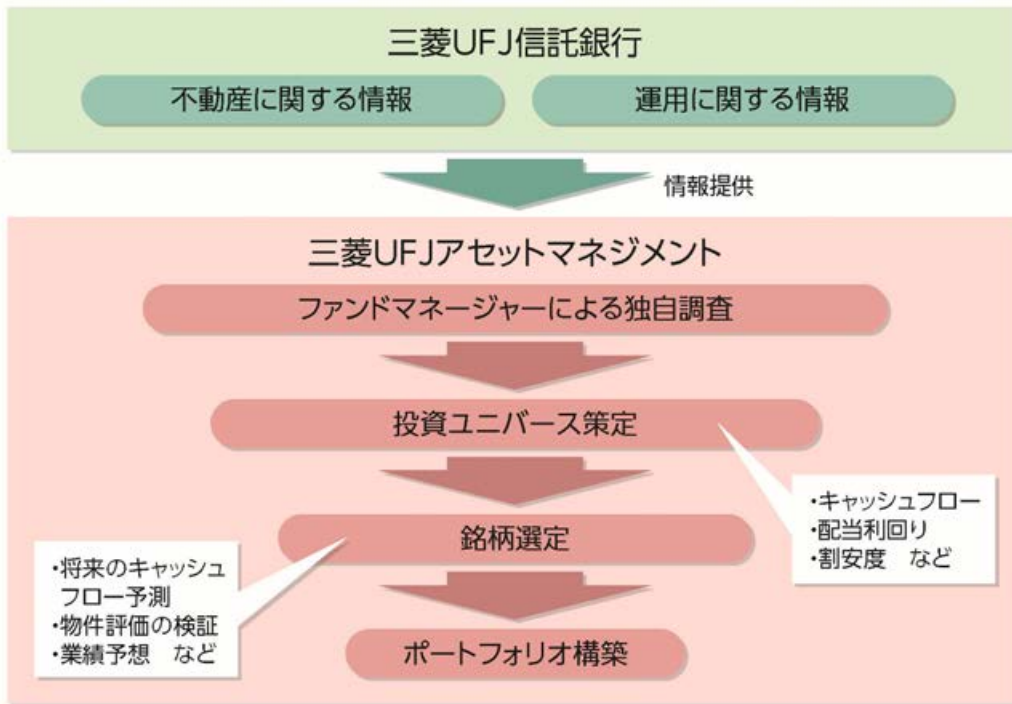 三菱UFJ信託銀行
不動産に関する情報
運用に関する情報
情報提供
三菱UFJアセットマネジメント
ファンドマネージャーによる独自調査
投資ユニバース策定
・キャッシュフロー
・配当利回り
・割安度　など
銘柄選定
・将来のキャッシュ
フロー予測
・物件評価の検証
・業績予想　など
ポートフォリオ構築